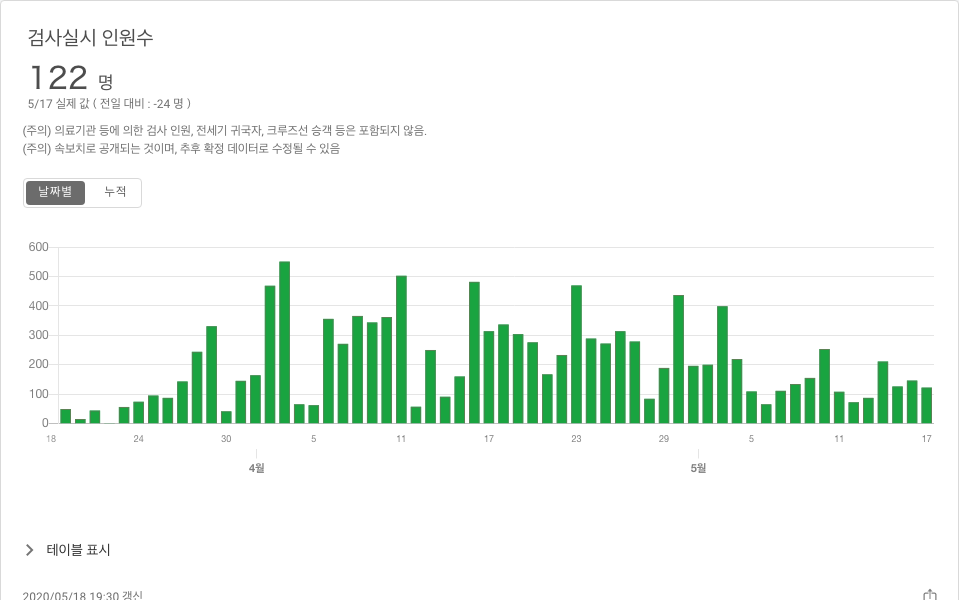 검사실시 인원수
122 명
5/17 실제 값 ( 전일 대비 : -24 명 )
(주의) 의료기관 등에 의한 검사 인원, 전세기 귀국자, 크루즈선 승객 등은 포함되지 않음.
(주의) 속보치로 공개되는 것이며, 추후 확정 데이터로 수정될 수 있음
날짜별 누적
600
500
400
300
200
100
0
18 24 30 5 11 17 23 29 5 11 17
4월 5월
테이블 표시
2020/05/18 19:30 갱신